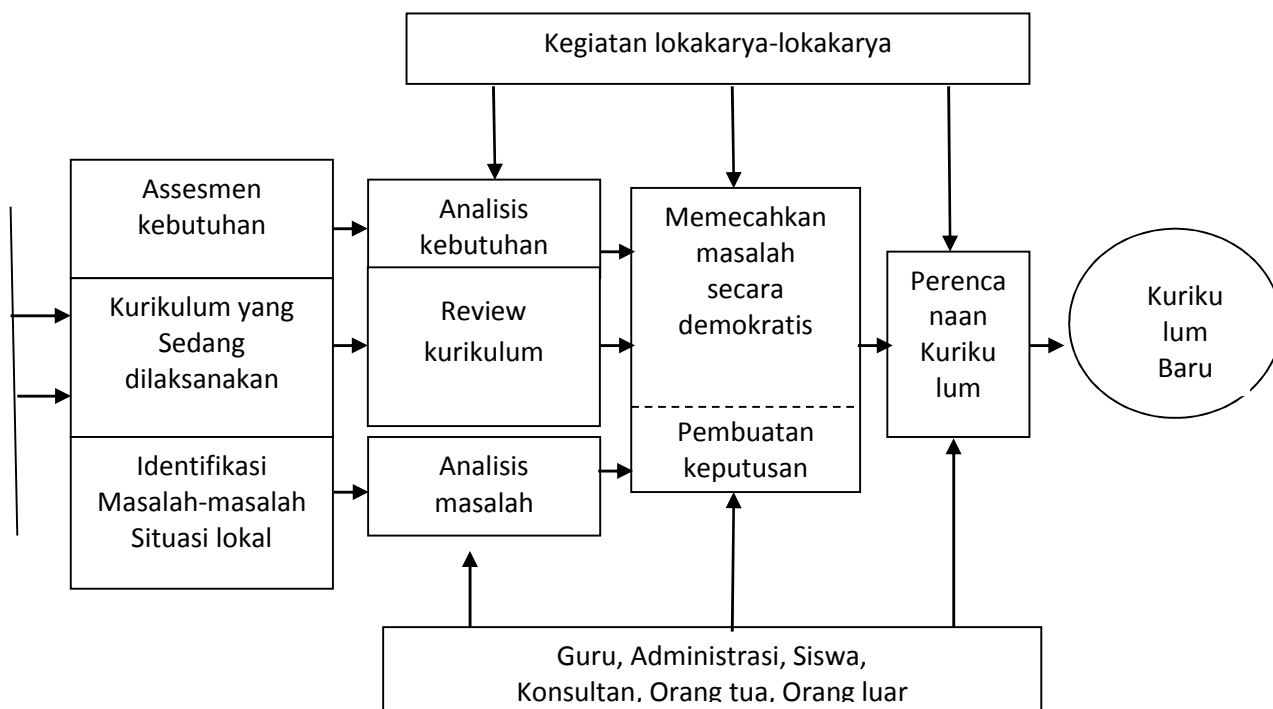 Kegiatan lokakarya-lokakarya
Assesmen
kebutuhan
Kurikulum yang
Sedang
dilaksanakan
Identifikasi
Masalah-masalah
Situasi lokal
Analisis
kebutuhan
Review
kurikulum
Analisis
masalah
Memecahkan
masalah
secara
demokratis
Pembuatan
keputusan
Perenca
naan
Kuriku
lum
Kuriku
lum
Baru
Guru, Administrasi, Siswa,
Konsultan, Orang tua, Orang luar